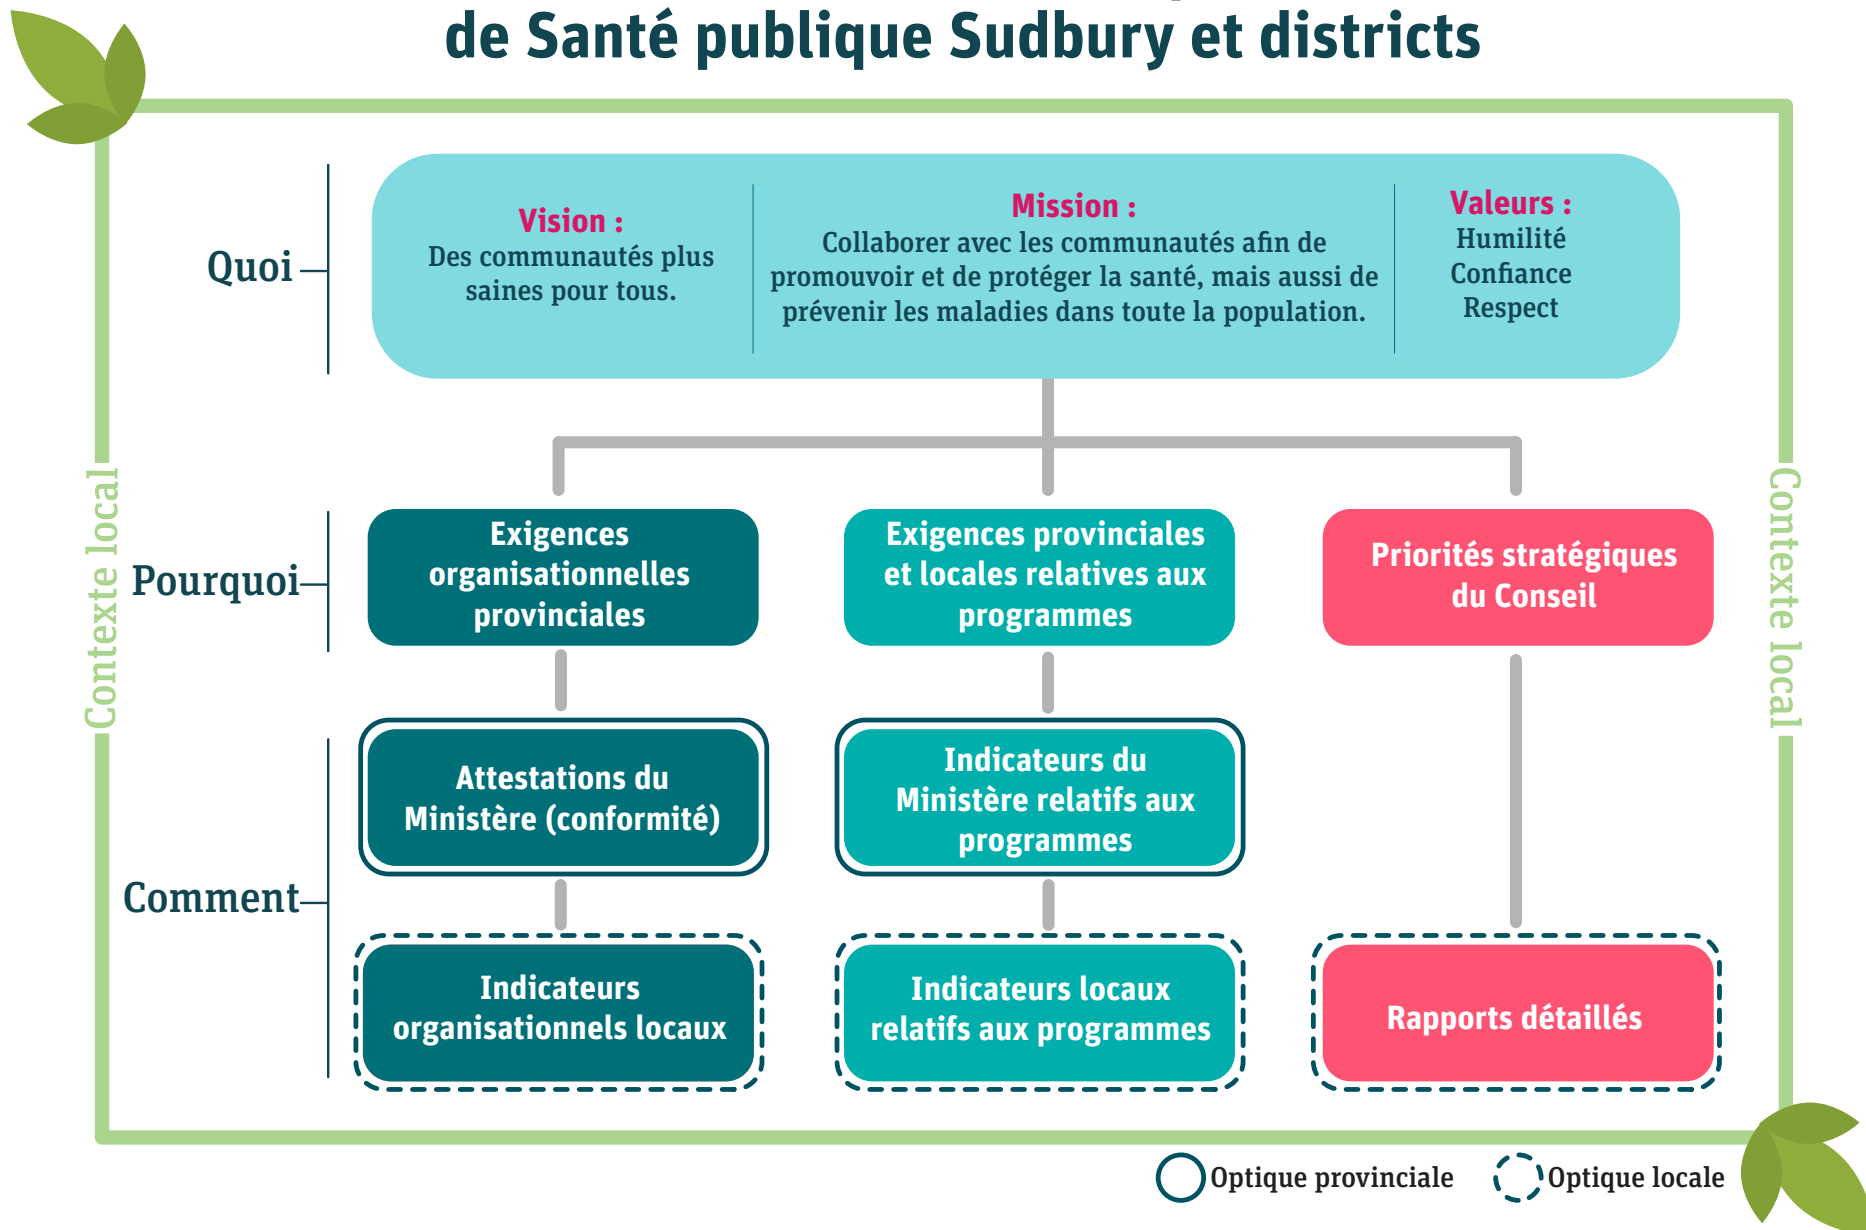 de Santé publique Sudbury et districts
Quoi
Vision :
Des communautés plus
saines pour tous.
Mission :
Collaborer avec les communautés afin de
promouvoir et de protéger la santé, mais aussi de
prévenir les maladies dans toute la population.
Valeurs :
Humilité
Confiance
Respect
Contexte local
Pourquoi
Exigences
organisationnelles
provinciales
Exigences provinciales
et locales relatives aux
programmes
Priorités stratégiques
du Conseil
Contexte local
Comment
Attestations du
Ministère (conformité)
Indicateurs du
Ministère relatifs aux
programmes
Indicateurs
organisationnels locaux
Indicateurs locaux
relatifs aux programmes
Rapports détaillés
Optique provinciale
Optique locale